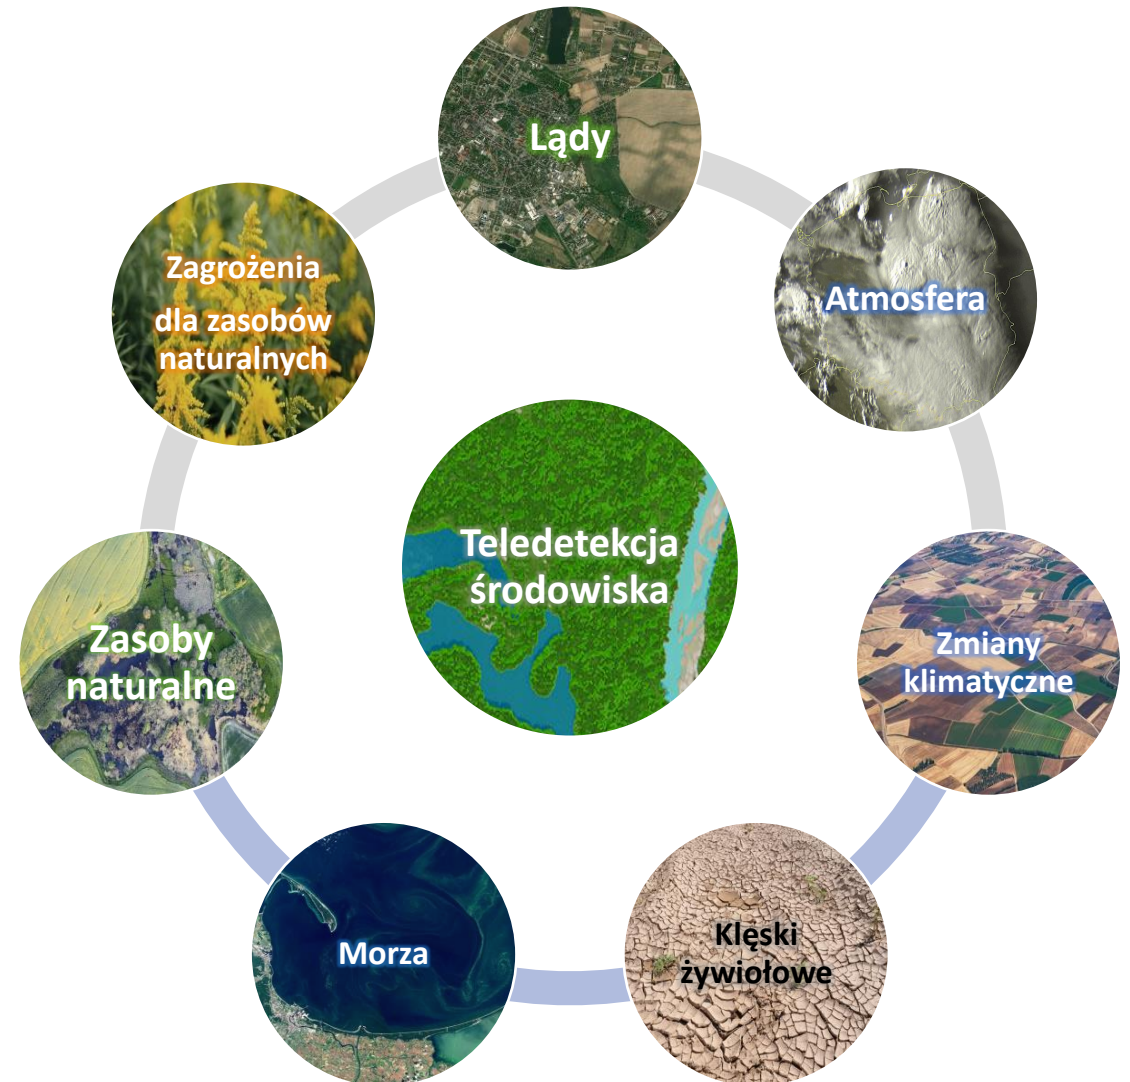 Lądy
Atmosfera
Zagrożenia
dla zasobów
naturalnych
Teledetekcja
środowiska
Zasoby
naturalne
Zmiany
klimatyczne
Morza
Klęski
żywiołowe